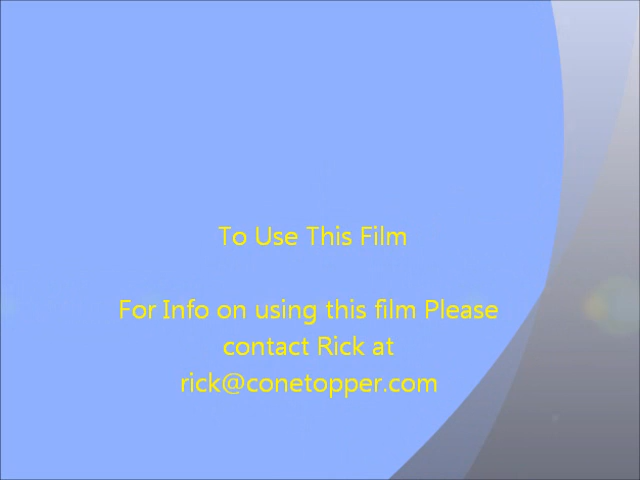 To Use This Film
For Info on using this film Please
contact Rick at
rick@conetopper.com